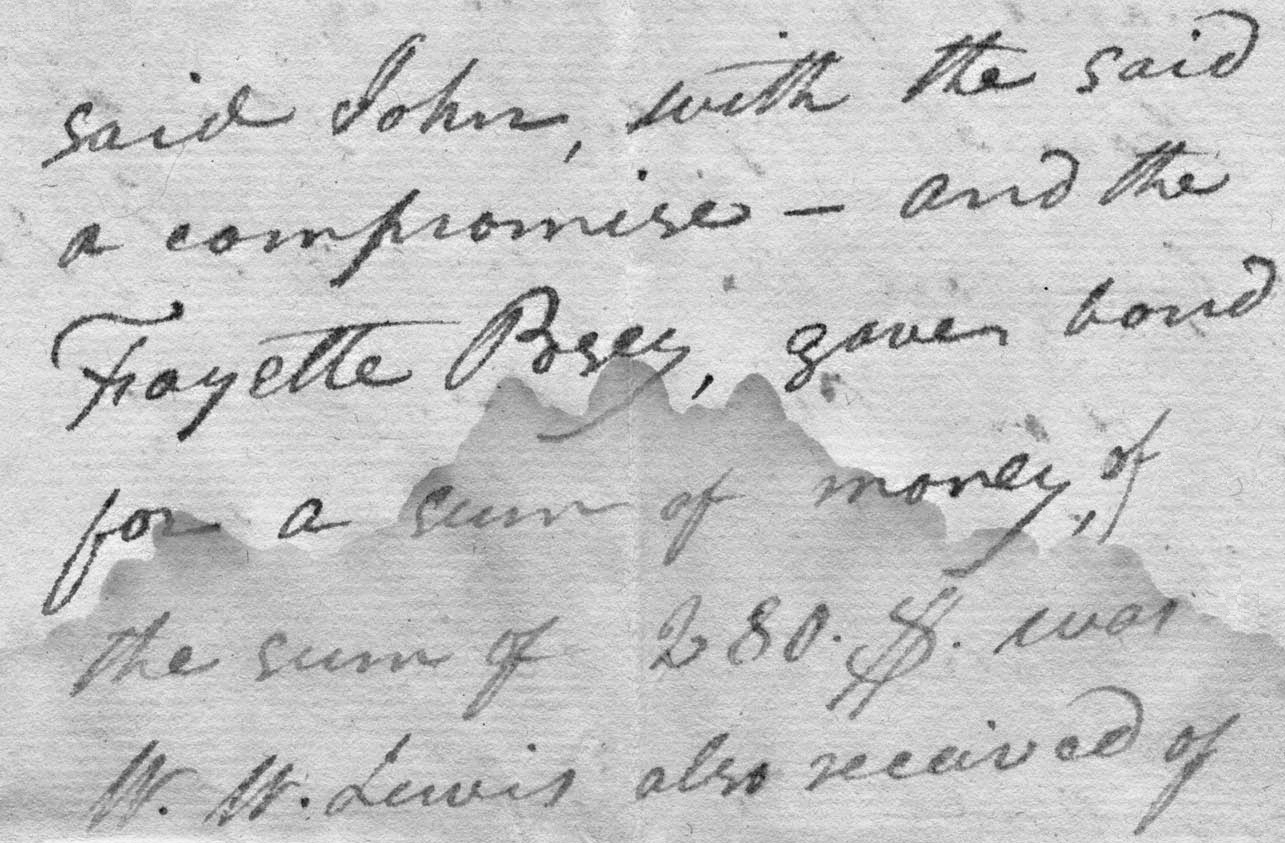 said John, with the said
a compromise — and the
Fayette Posey, gave bond
for a sum of money, of
the sum of 280. $. was
W. W. Lewis also received of